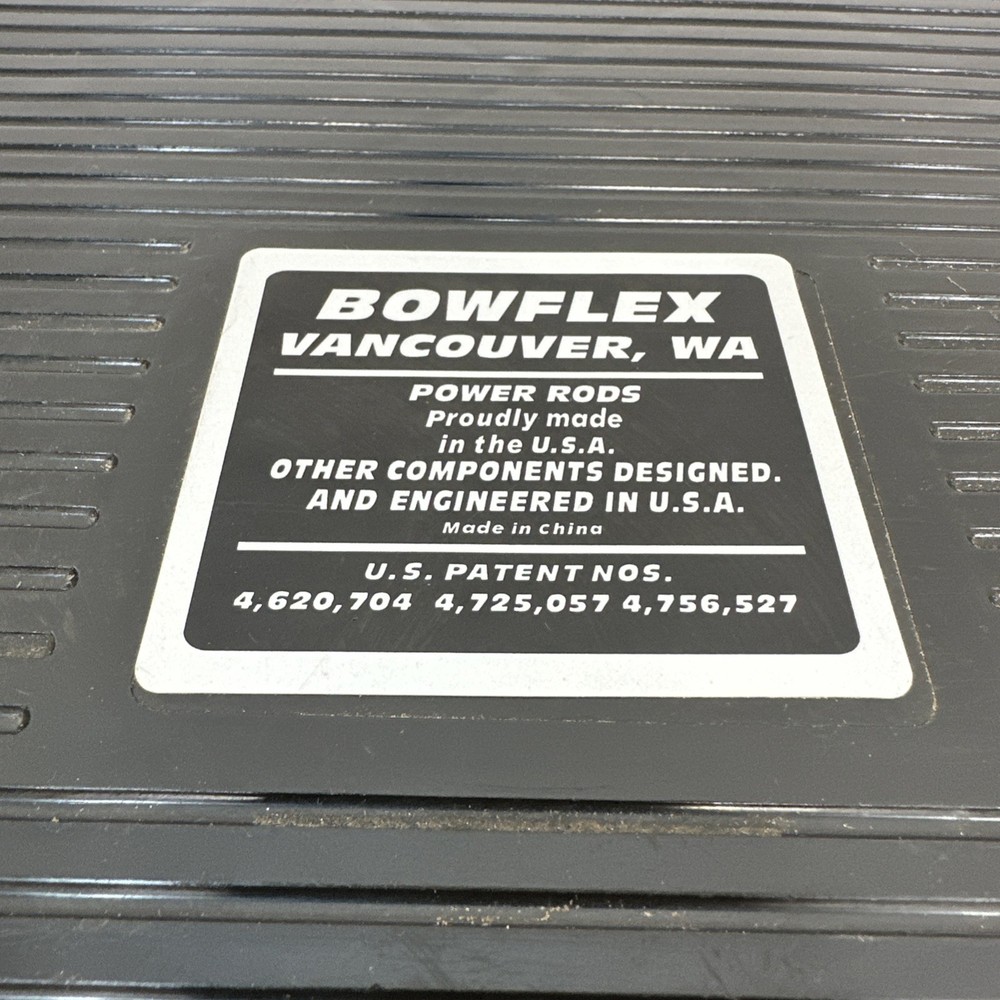 BOWFLEX
VANCOUVER, WA
POWER RODS
Proudly made
in the U.S.A.
OTHER COMPONENTS DESIGNED.
AND ENGINEERED IN U.S.A.
Made in China
U.S. PATENT NOS.
4,620,704 4,725,057 4,756,527